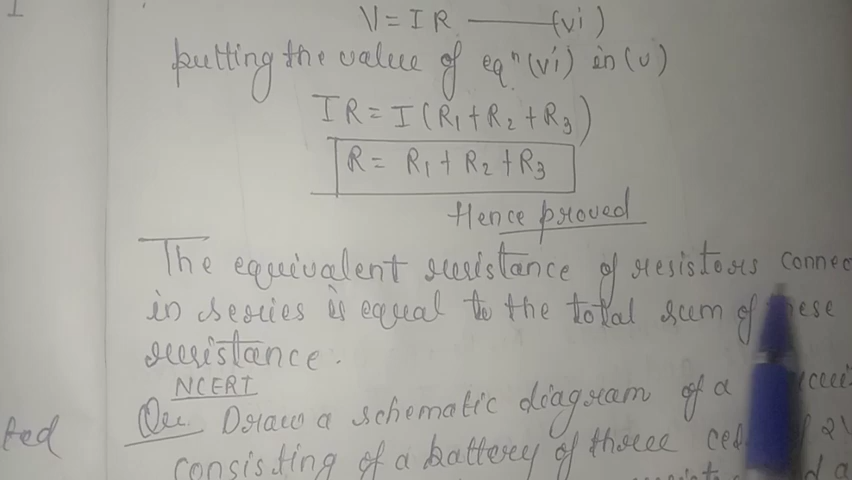 V = IR ——— (vi)
putting the value of eqⁿ (vi) in (v)
IR = I (R₁ + R₂ + R₃)
R = R₁ + R₂ + R₃
Hence proved
The equivalent resistance of resistors connec
in series is equal to the total sum of these
resistance.
NCERT
Que. Draw a schematic diagram of a
ted
consisting of a battery of three